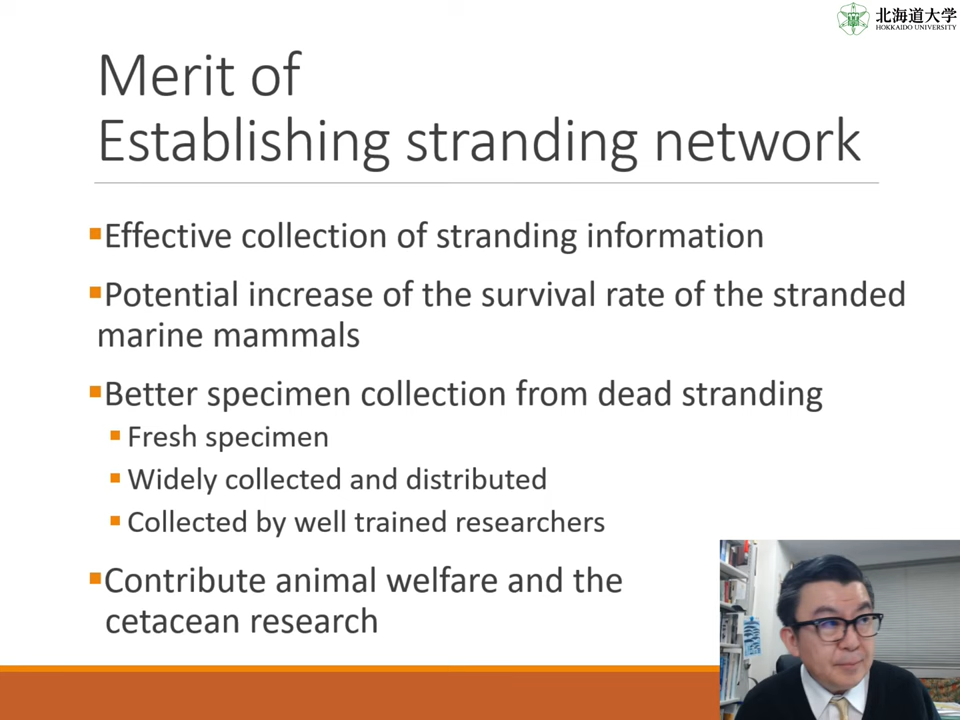 北海道大学
HOKKAIDO UNIVERSITY
Merit of
Establishing stranding network
▪Effective collection of stranding information
▪Potential increase of the survival rate of the stranded
marine mammals
▪Better specimen collection from dead stranding
▪Fresh specimen
▪Widely collected and distributed
▪Collected by well trained researchers
▪Contribute animal welfare and the
cetacean research